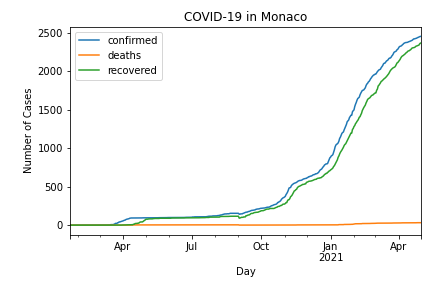 COVID-19 in Monaco
confirmed
deaths
recovered
Number of Cases
2500
2000
1500
1000
500
0
Apr
Jul
Oct
Jan
2021
Apr
Day